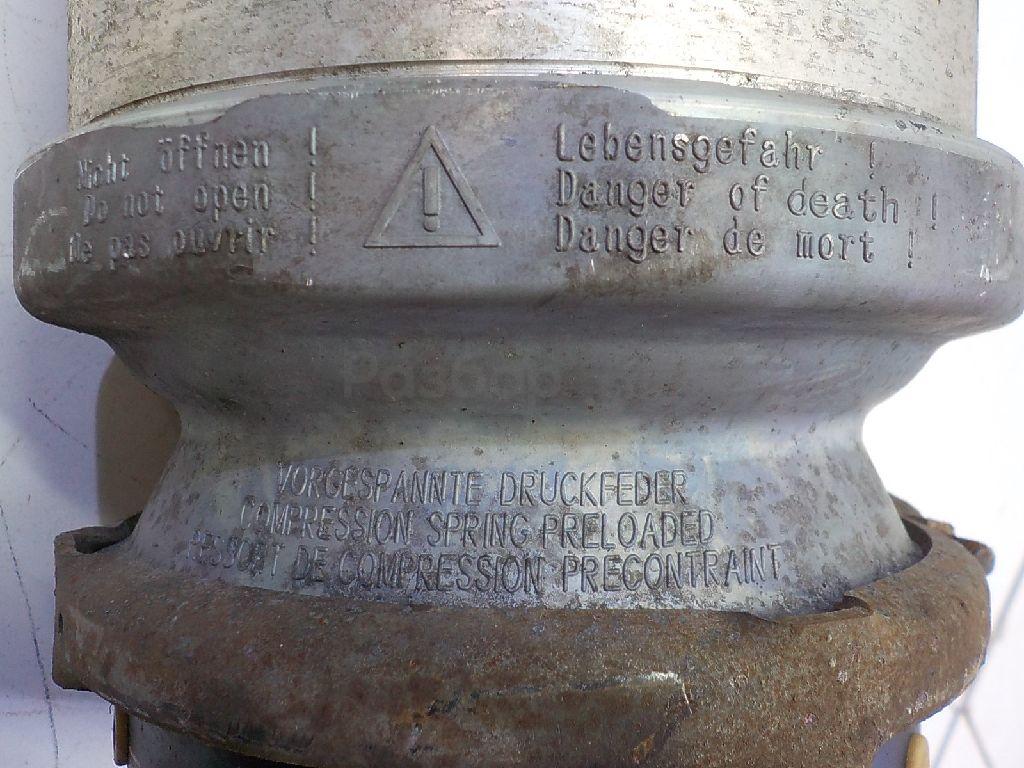 Nicht öffnen !
Do not open !
Ne pas ouvrir !
Lebensgefahr !
Danger of death !
Danger de mort !
VORGESPANNTE DRUCKFEDER
COMPRESSION SPRING PRELOADED
RESSORT DE COMPRESSION PRECONTRAINT